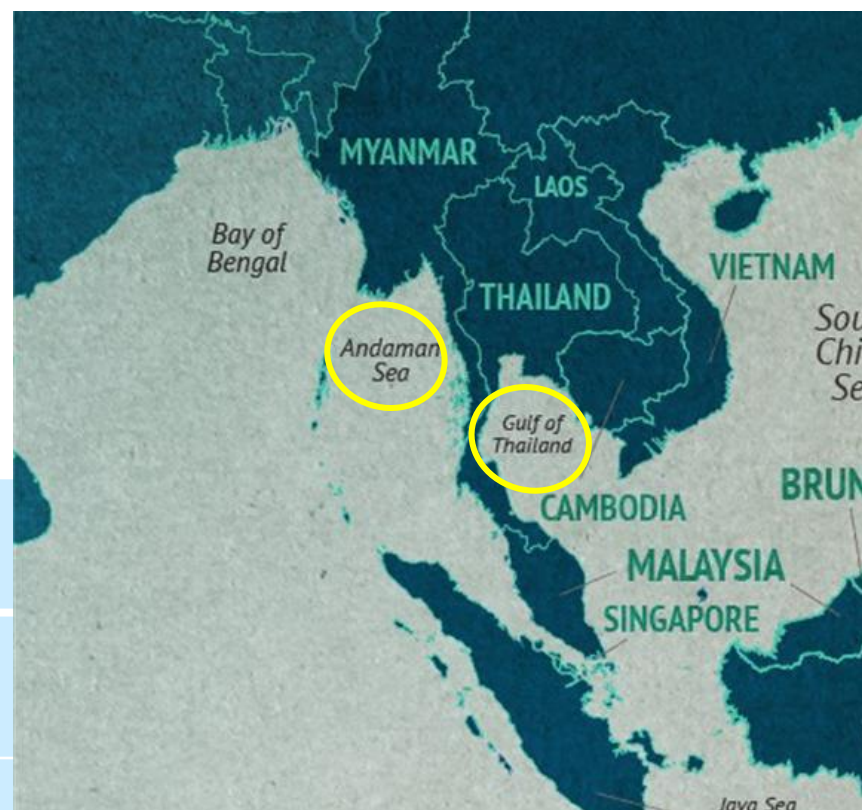 MYANMAR
LAOS
Bay of
Bengal
VIETNAM
THAILAND
Andaman
Sea
Gulf of
Thailand
CAMBODIA
MALAYSIA
SINGAPORE
Java Sea